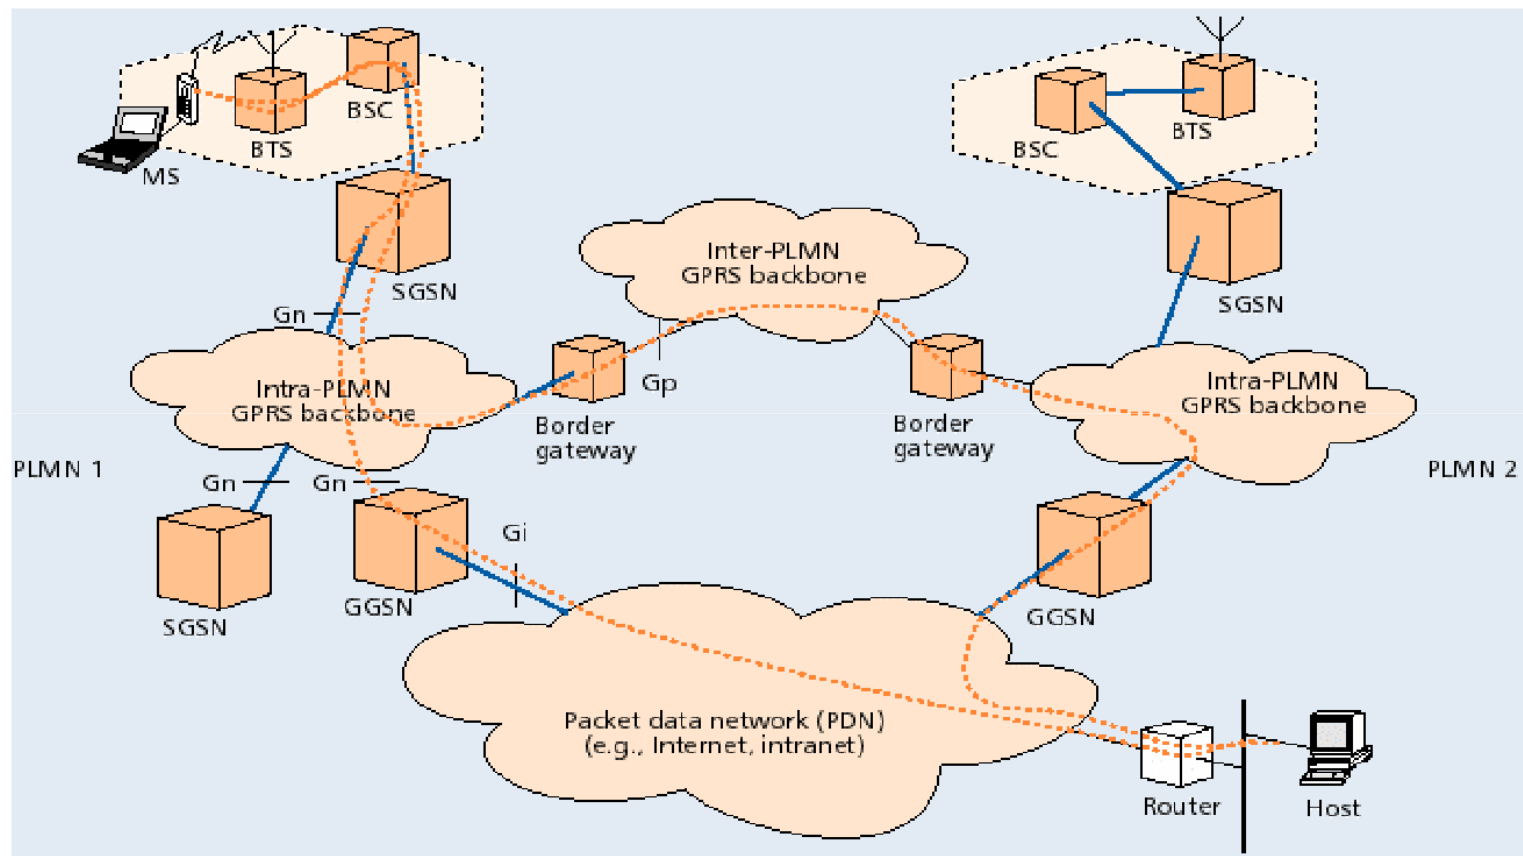 BSC
BTS
MS
BTS
BSC
SGSN
Inter-PLMN
GPRS backbone
SGSN
Gn
Intra-PLMN
GPRS backbone
Gp
Intra-PLMN
GPRS backbone
Border
gateway
Border
gateway
PLMN 1
PLMN 2
Gn
Gn
Gi
GGSN
SGSN
GGSN
Packet data network (PDN)
(e.g., Internet, intranet)
Router
Host